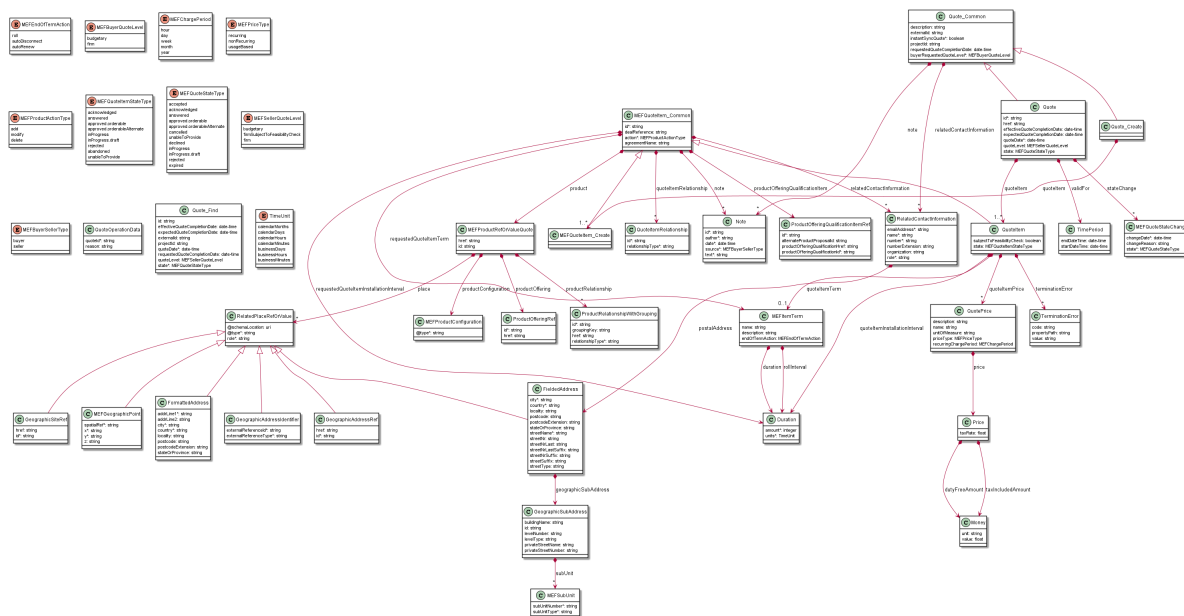 MEFEndOfTermAction
roll
autoDisconnect
autoRenew
MEFBuyerQuoteLevel
budgetary
firm
MEFChargePeriod
hour
day
week
month
year
MEFPriceType
recurring
nonRecurring
usageBased
Quote_Common
description: string
externalId: string
instantSyncQuote*: boolean
projectId: string
requestedQuoteCompletionDate: date-time
buyerRequestedQuoteLevel*: MEFBuyerQuoteLevel
MEFProductActionType
add
modify
delete
MEFQuoteItemStateType
acknowledged
answered
approved.orderable
approved.orderableAlternate
inProgress
inProgress.draft
rejected
abandoned
unableToProvide
MEFQuoteStateType
accepted
acknowledged
answered
approved.orderable
approved.orderableAlternate
cancelled
unableToProvide
declined
inProgress
inProgress.draft
rejected
expired
MEFSellerQuoteLevel
budgetary
firmSubjectToFeasibilityCheck
firm
MEFQuoteItem_Common
id*: string
dealReference: string
action*: MEFProductActionType
agreementName: string
Quote
id*: string
href: string
effectiveQuoteCompletionDate: date-time
expectedQuoteCompletionDate: date-time
quoteDate*: date-time
quoteLevel: MEFSellerQuoteLevel
state*: MEFQuoteStateType
Quote_Create
note
relatedContactInformation
product
quoteItemRelationship
note
productOfferingQualificationItem
relatedContactInformation
quoteItem
quoteItem
validFor
stateChange
MEFBuyerSellerType
buyer
seller
QuoteOperationData
quoteId*: string
reason: string
Quote_Find
id: string
effectiveQuoteCompletionDate: date-time
expectedQuoteCompletionDate: date-time
externalId: string
projectId: string
quoteDate*: date-time
requestedQuoteCompletionDate: date-time
quoteLevel: MEFSellerQuoteLevel
state*: MEFQuoteStateType
TimeUnit
calendarMonths
calendarDays
calendarHours
calendarMinutes
businessDays
businessHours
businessMinutes
requestedQuoteItemTerm
MEFProductRefOrValueQuote
href: string
id: string
MEFQuoteItem_Create
1..*
QuoteItemRelationship
id*: string
relationshipType*: string
Note
id*: string
author*: string
date*: date-time
source*: MEFBuyerSellerType
text*: string
ProductOfferingQualificationItemRef
id*: string
alternateProductProposalId: string
productOfferingQualificationHref: string
productOfferingQualificationId*: string
RelatedContactInformation
emailAddress*: string
name*: string
number*: string
numberExtension: string
organization: string
role*: string
1..*
QuoteItem
subjectToFeasibilityCheck: boolean
state*: MEFQuoteItemStateType
TimePeriod
endDateTime: date-time
startDateTime: date-time
MEFQuoteStateChange
changeDate*: date-time
changeReason: string
state*: MEFQuoteStateType
requestedQuoteItemInstallationInterval
place
productConfiguration
productOffering
productRelationship
quoteItemTerm
quoteItemPrice
terminationError
RelatedPlaceRefOrValue
@schemaLocation: uri
@type*: string
role*: string
MEFProductConfiguration
@type*: string
ProductOfferingRef
id*: string
href: string
ProductRelationshipWithGrouping
id*: string
groupingKey: string
href: string
relationshipType*: string
postalAddress
0..1
MEFItemTerm
name: string
description: string
endOfTermAction*: MEFEndOfTermAction
quoteItemInstallationInterval
QuotePrice
description: string
name: string
unitOfMeasure: string
priceType: MEFPriceType
recurringChargePeriod: MEFChargePeriod
TerminationError
code: string
propertyPath: string
value: string
duration
rollInterval
price
GeographicSiteRef
href: string
id*: string
MEFGeographicPoint
spatialRef*: string
x*: string
y*: string
z: string
FormattedAddress
addrLine1*: string
addrLine2: string
city*: string
country*: string
locality: string
postcode: string
postcodeExtension: string
stateOrProvince: string
GeographicAddressIdentifier
externalReferenceId*: string
externalReferenceType*: string
GeographicAddressRef
href: string
id*: string
FieldedAddress
city*: string
country*: string
locality: string
postcode: string
postcodeExtension: string
stateOrProvince: string
streetName*: string
streetNr: string
streetNrLast: string
streetNrLastSuffix: string
streetNrSuffix: string
streetSuffix: string
streetType: string
Duration
amount*: integer
units*: TimeUnit
Price
taxRate: float
geographicSubAddress
dutyFreeAmount
taxIncludedAmount
GeographicSubAddress
buildingName: string
id: string
levelNumber: string
levelType: string
privateStreetName: string
privateStreetNumber: string
Money
unit: string
value: float
subUnit
MEFSubUnit
subUnitNumber*: string
subUnitType*: string